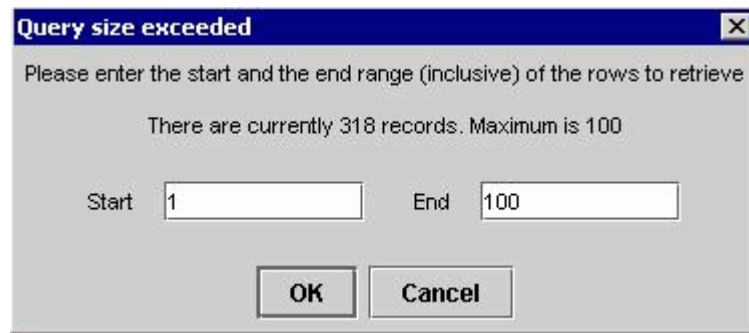 Query size exceeded
Please enter the start and the end range (inclusive) of the rows to retrieve
There are currently 318 records. Maximum is 100
Start 1 End 100
OK Cancel